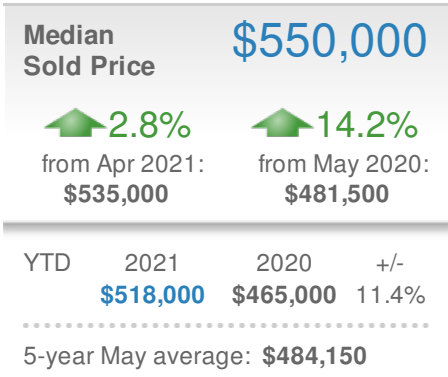 Median $550,000
Sold Price
2.8% 14.2%
from Apr 2021: from May 2020:
$535,000 $481,500
YTD 2021 2020 +/-
$518,000 $465,000 11.4%
5-year May average: $484,150